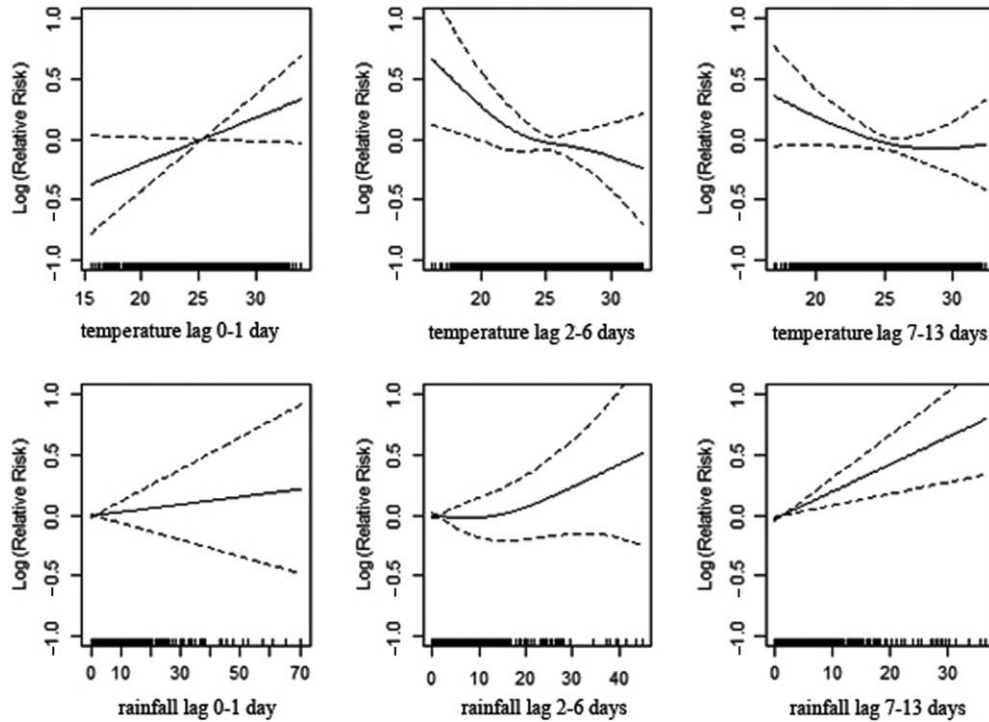 Log (Relative Risk)
1.0
0.5
0.0
−0.5
−1.0
15 20 25 30
temperature lag 0-1 day
Log (Relative Risk)
1.0
0.5
0.0
−0.5
−1.0
20 25 30
temperature lag 2-6 days
Log (Relative Risk)
1.0
0.5
0.0
−0.5
−1.0
20 25 30
temperature lag 7-13 days
Log (Relative Risk)
1.0
0.5
0.0
−0.5
−1.0
0 10 30 50 70
rainfall lag 0-1 day
Log (Relative Risk)
1.0
0.5
0.0
−0.5
−1.0
0 10 20 30 40
rainfall lag 2-6 days
Log (Relative Risk)
1.0
0.5
0.0
−0.5
−1.0
0 10 20 30
rainfall lag 7-13 days